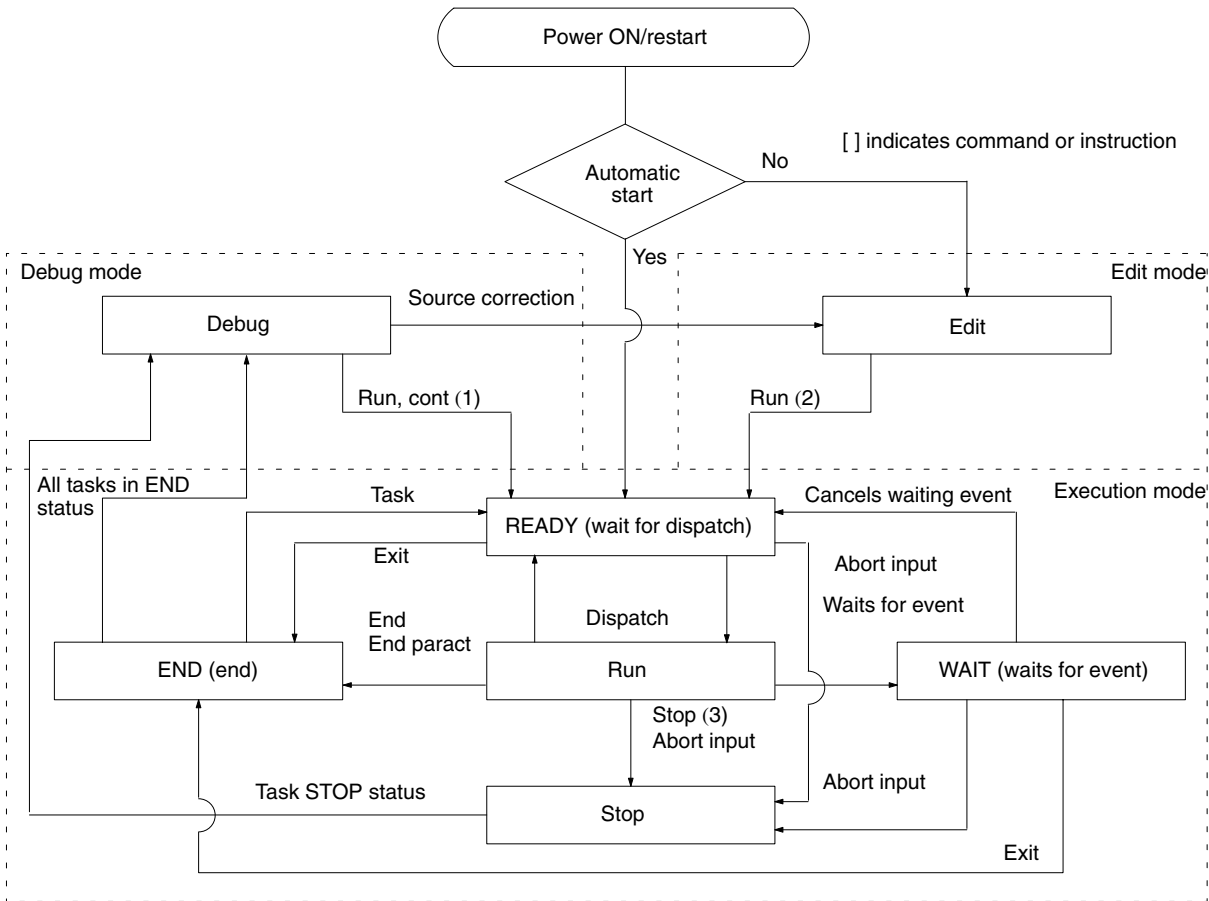 Power ON/restart
[ ] indicates command or instruction
No
Automatic
start
Yes
Debug mode
Edit mode
Source correction
Debug
Edit
Run, cont (1)
Run (2)
All tasks in END
status
Task
Cancels waiting event
Execution mode
READY (wait for dispatch)
Exit
Abort input
Waits for event
End
End paract
Dispatch
END (end)
Run
WAIT (waits for event)
Stop (3)
Abort input
Task STOP status
Abort input
Stop
Exit